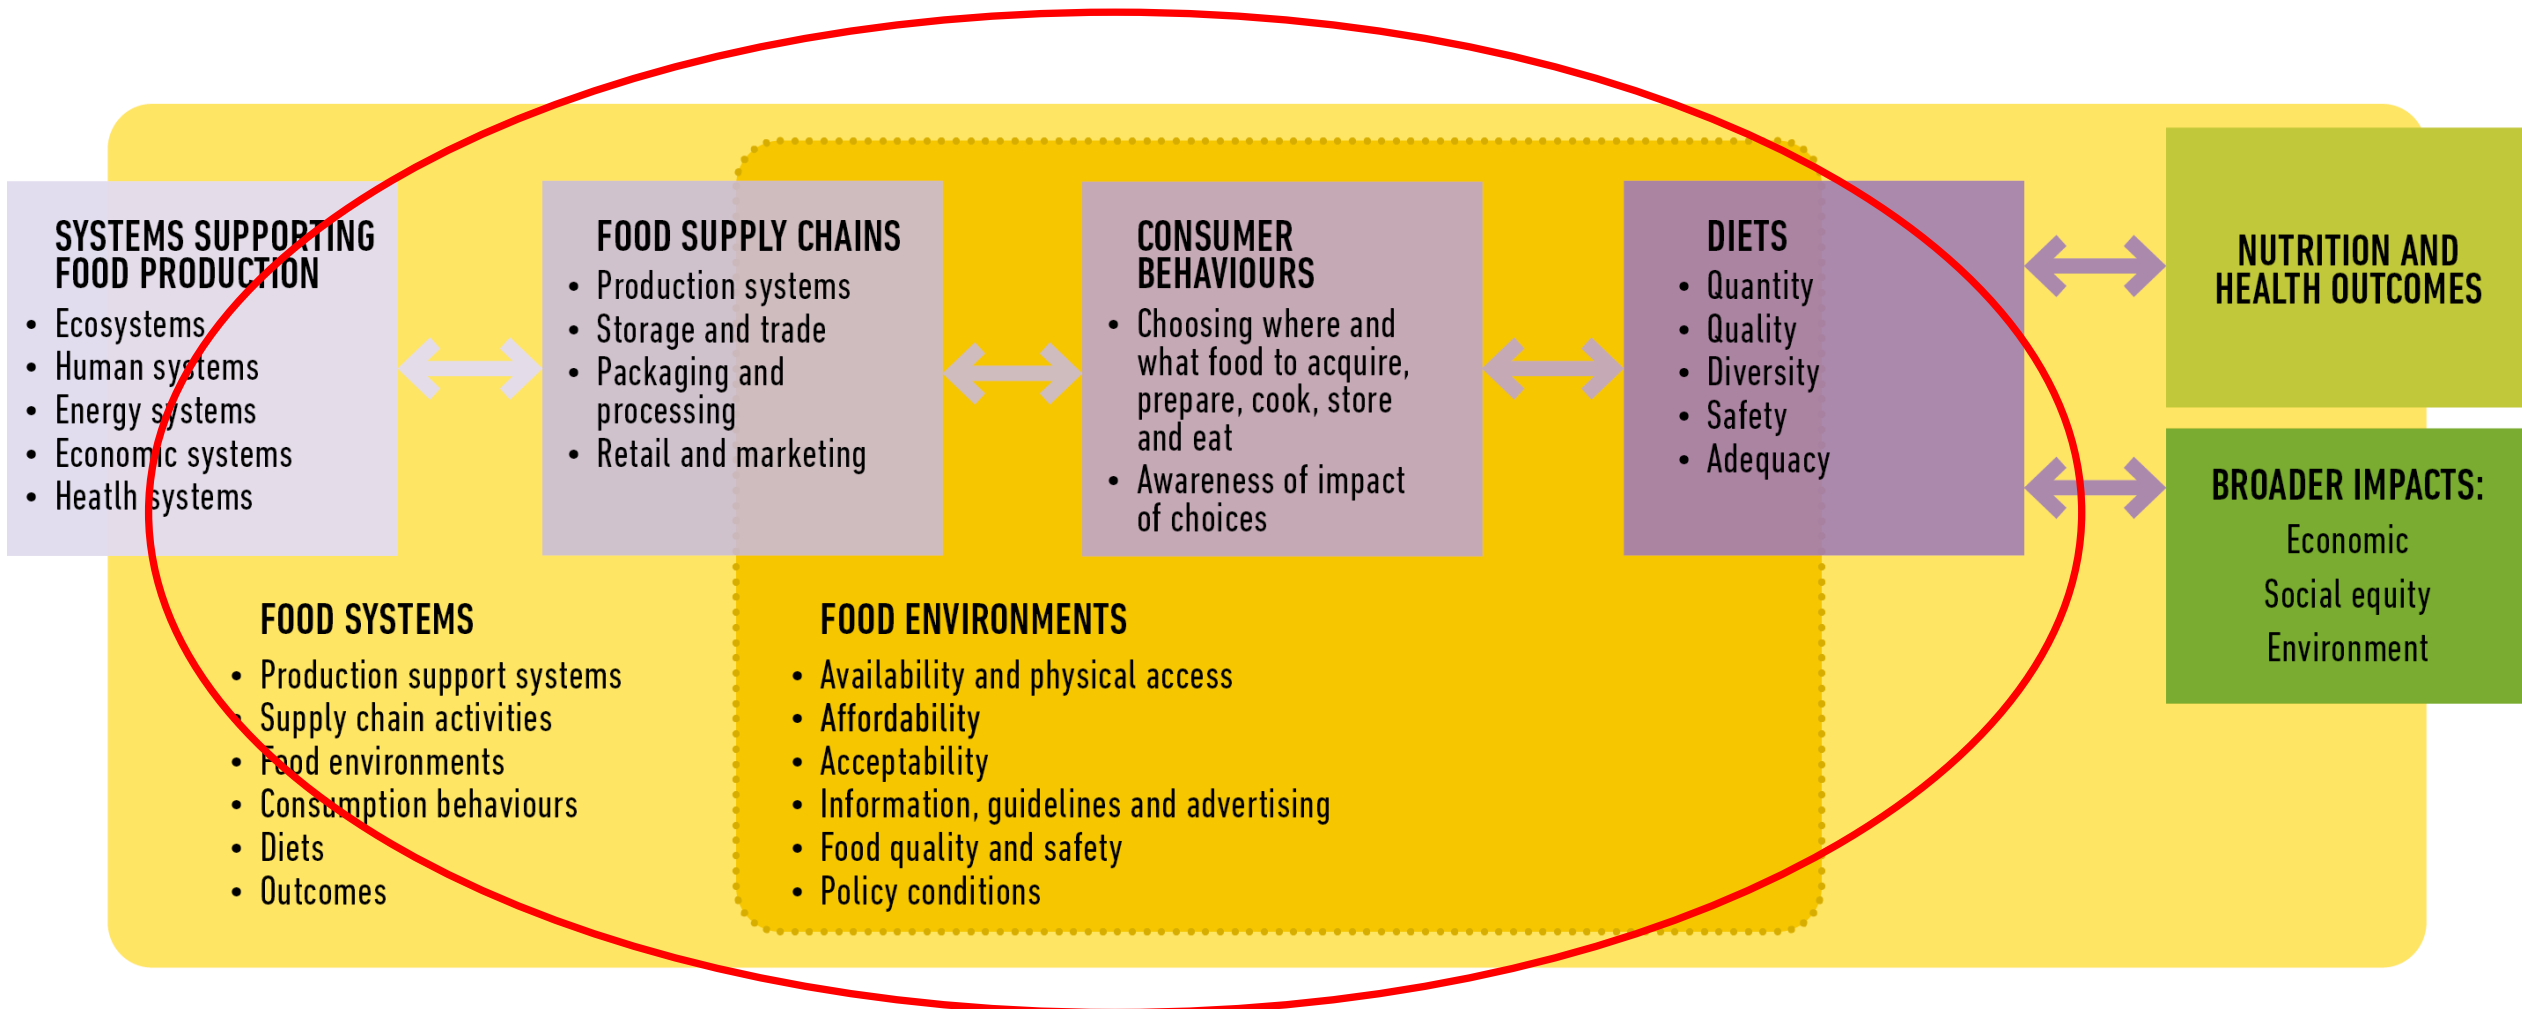 SYSTEMS SUPPORTING
FOOD PRODUCTION
• Ecosystems
• Human systems
• Energy systems
• Economic systems
• Heatlh systems
FOOD SUPPLY CHAINS
• Production systems
• Storage and trade
• Packaging and
processing
• Retail and marketing
CONSUMER
BEHAVIOURS
• Choosing where and
what food to acquire,
prepare, cook, store
and eat
• Awareness of impact
of choices
DIETS
• Quantity
• Quality
• Diversity
• Safety
• Adequacy
NUTRITION AND
HEALTH OUTCOMES
BROADER IMPACTS:
Economic
Social equity
Environment
FOOD SYSTEMS
• Production support systems
• Supply chain activities
• Food environments
• Consumption behaviours
• Diets
• Outcomes
FOOD ENVIRONMENTS
• Availability and physical access
• Affordability
• Acceptability
• Information, guidelines and advertising
• Food quality and safety
• Policy conditions